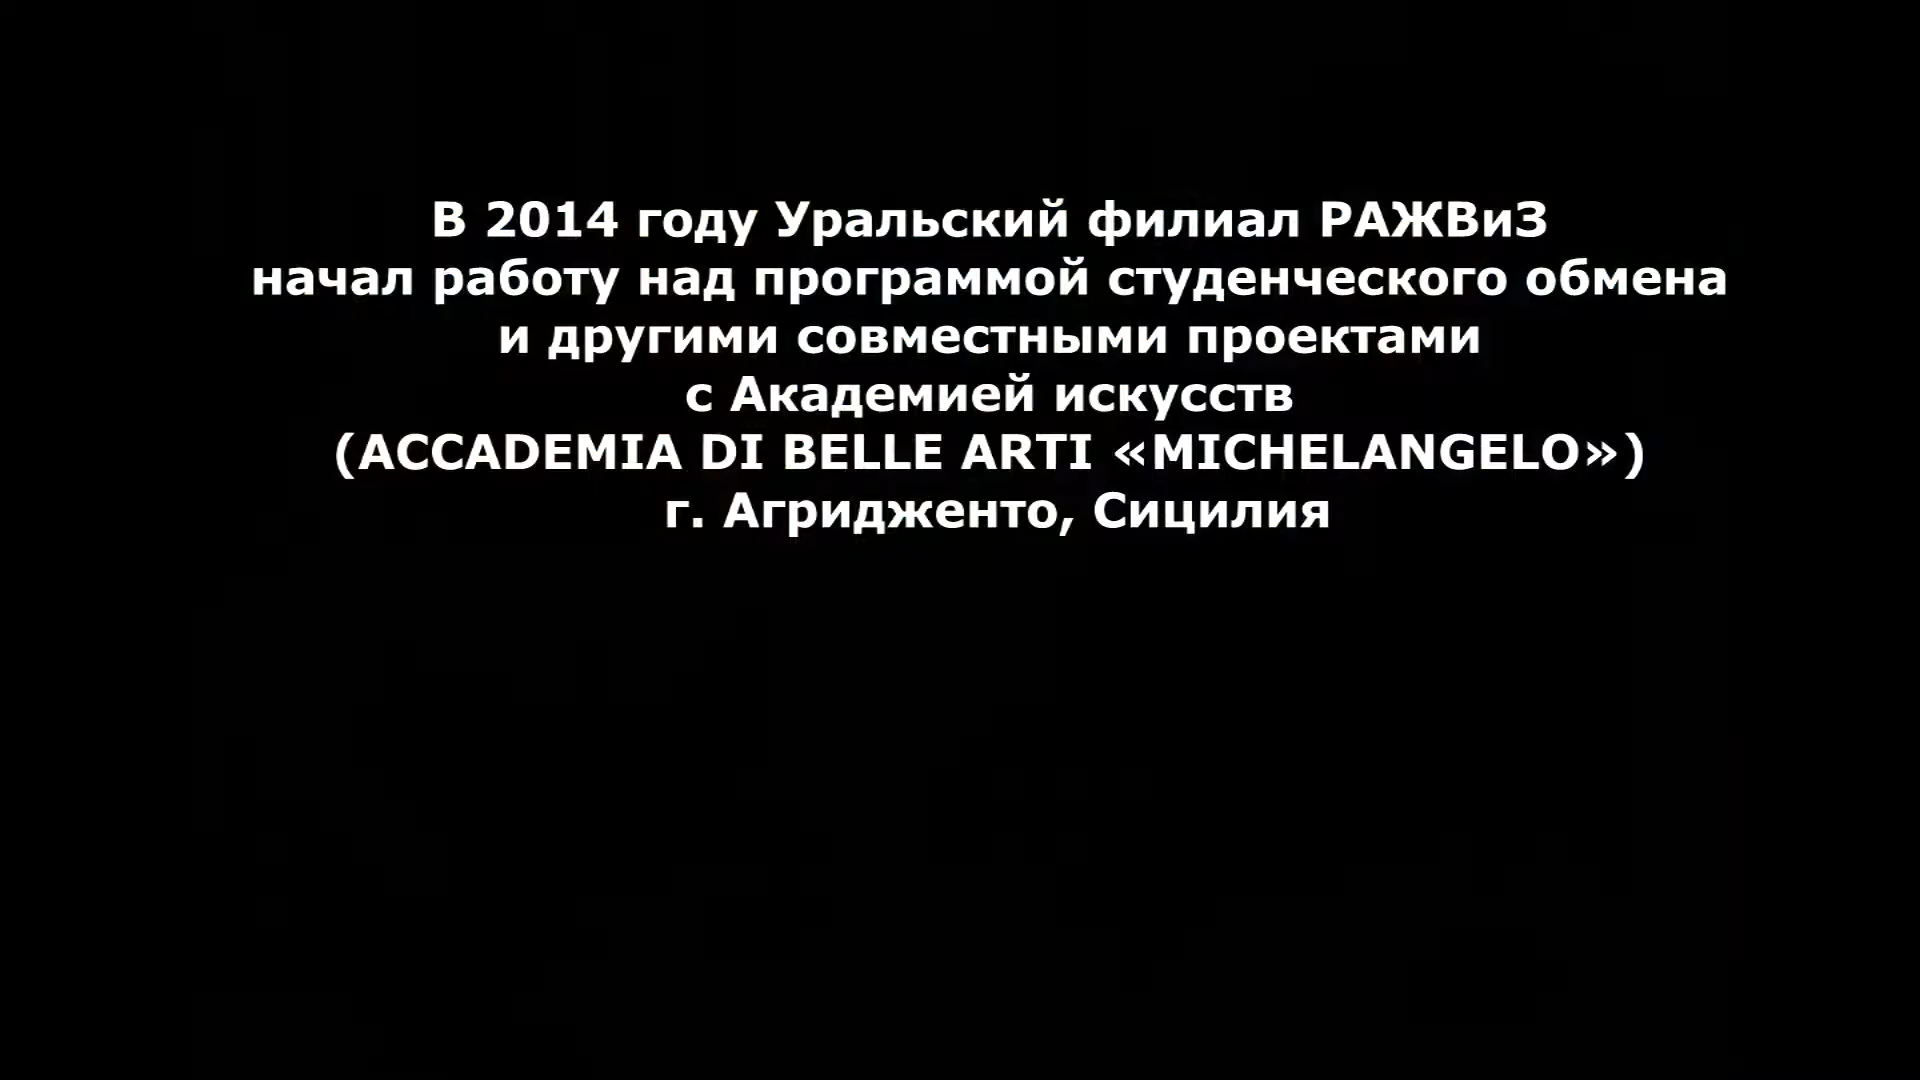 В 2014 году Уральский филиал РАЖВиЗ
начал работу над программой студенческого обмена
и другими совместными проектами
с Академией искусств
(ACCADEMIA DI BELLE ARTI «MICHELANGELO»)
г. Агридженто, Сицилия